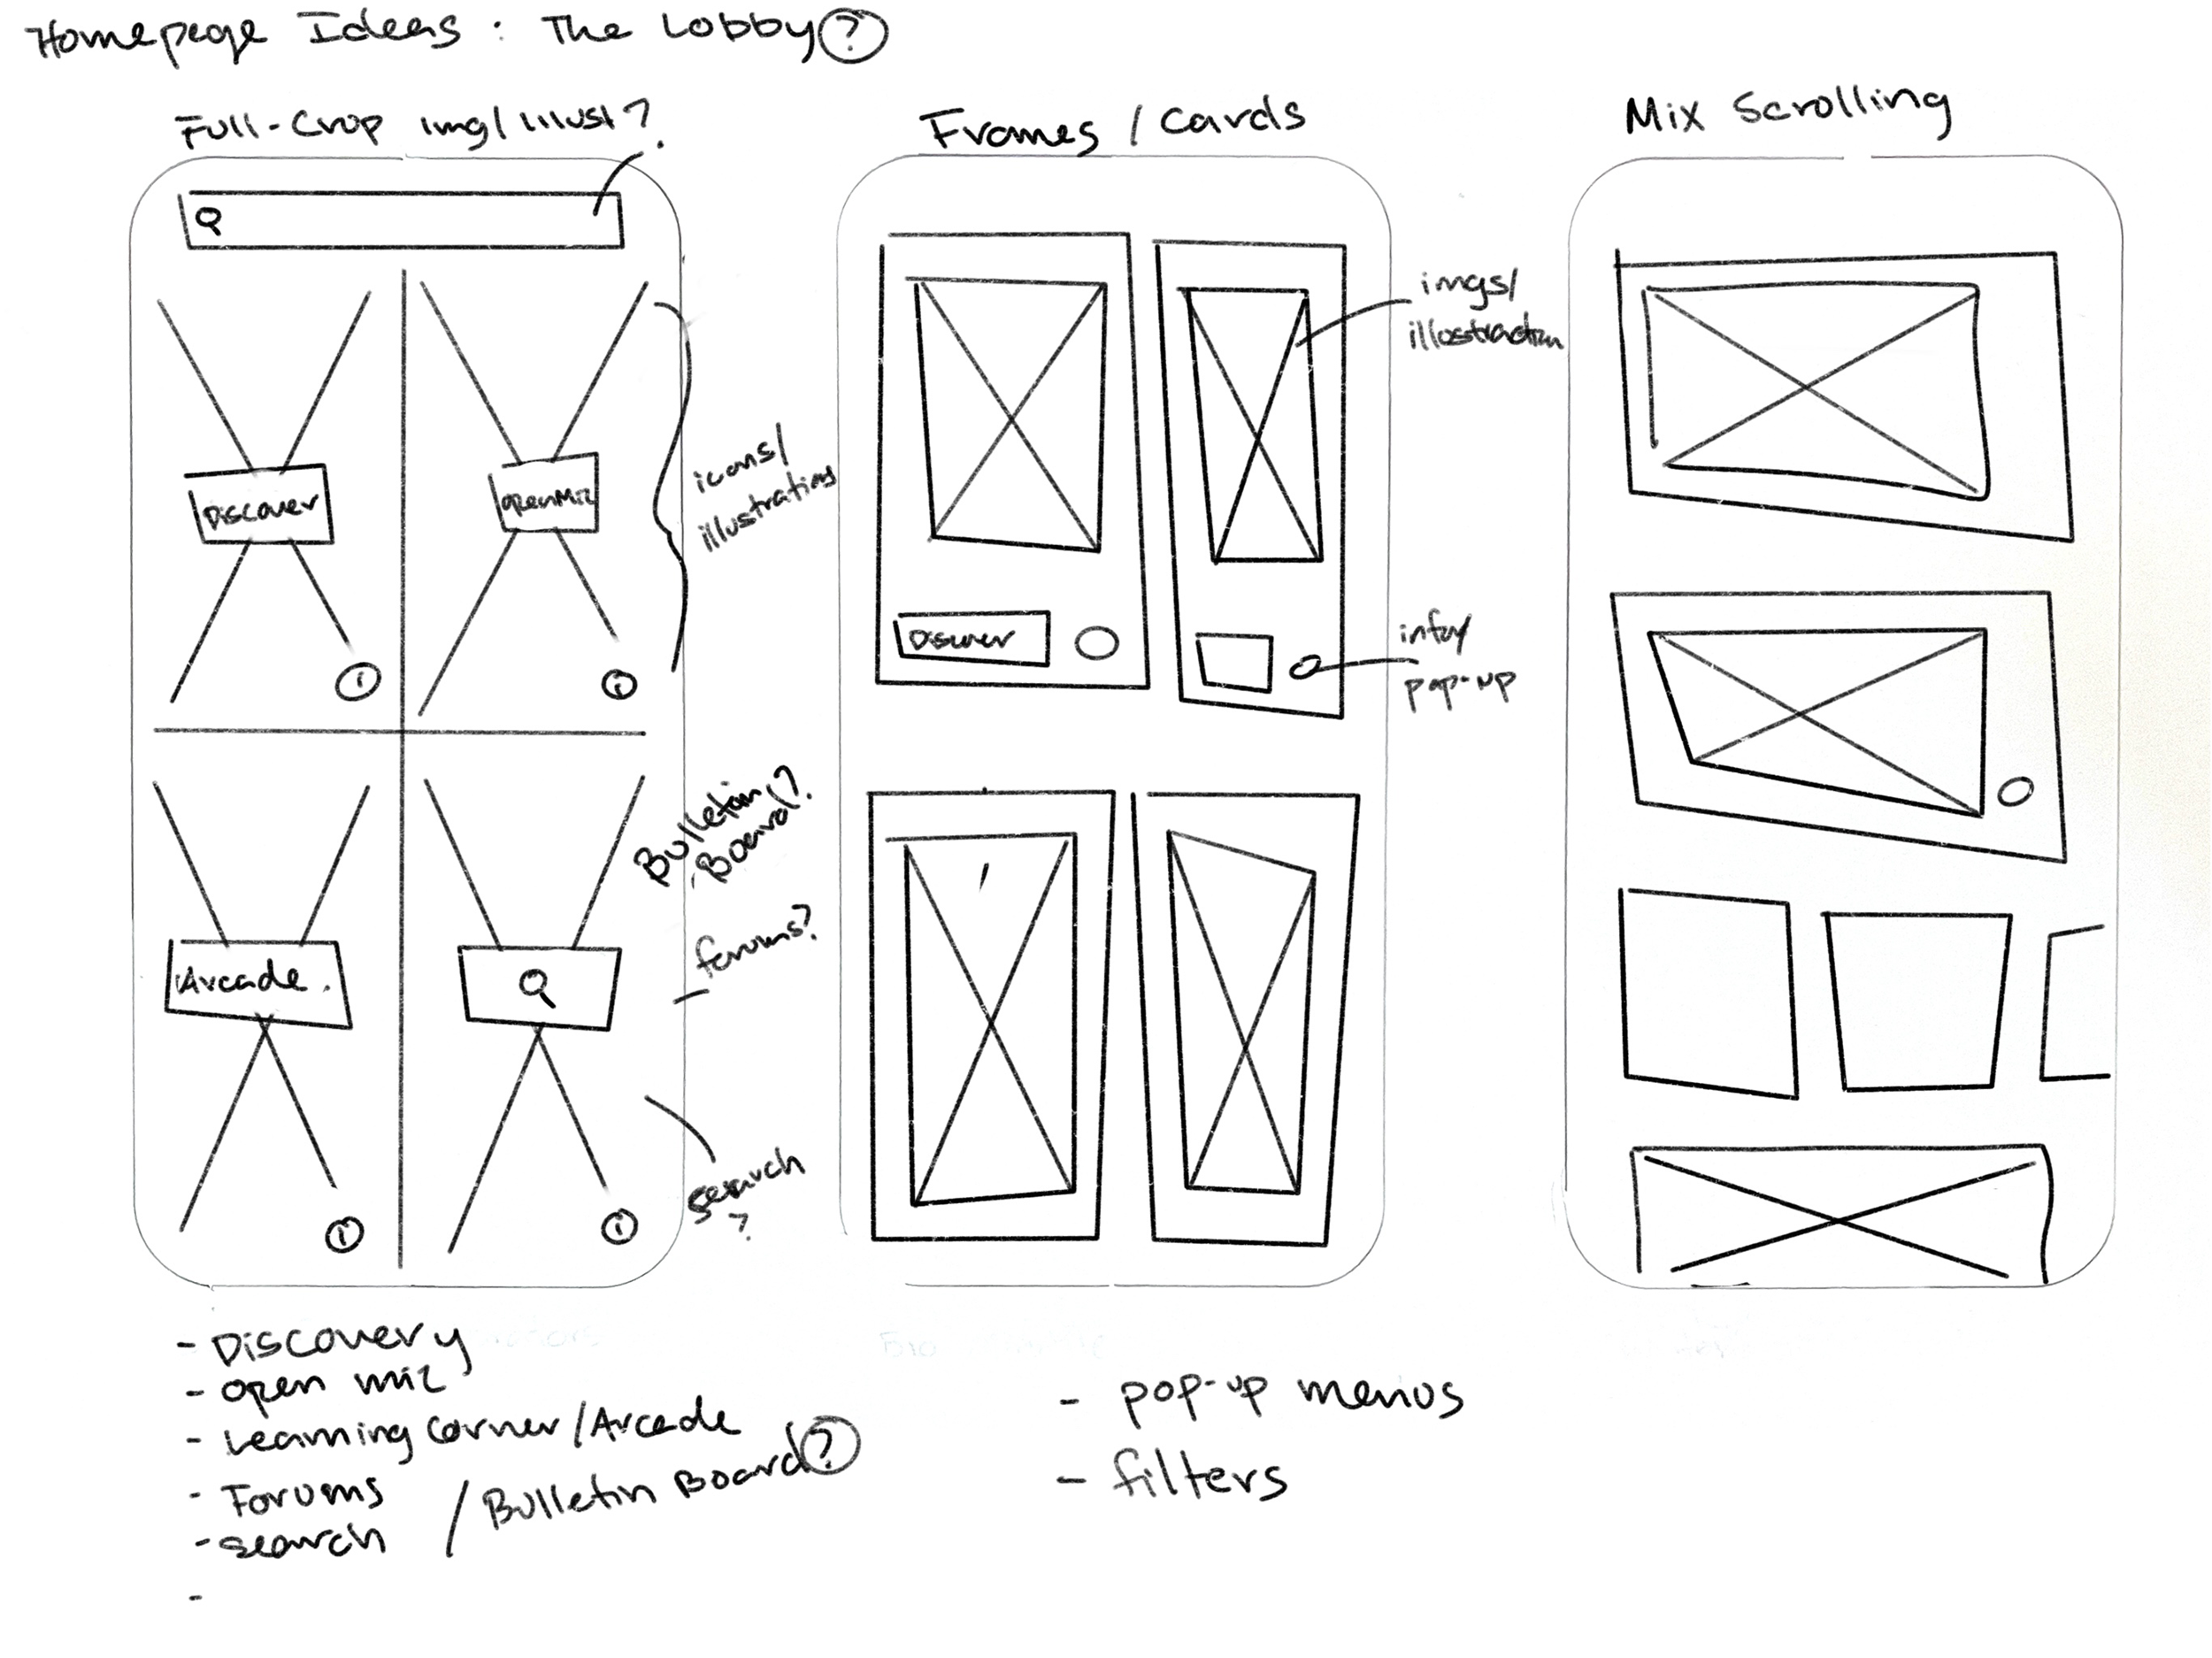 Homepage Ideas : The Lobby?
Full-Crop img/illust?
Discover
Open Mic
i
i
icons/
illustrations
Arcade.
Bulletin
Board?
forums?
search
?
i
i
Frames / Cards
imgs/
illustration
Discover
info/
pop-up
Mix Scrolling
- Discovery
- open mic
- Learning Corner/Arcade
- Forums / Bulletin Board?
- search
-
- pop-up menus
- filters